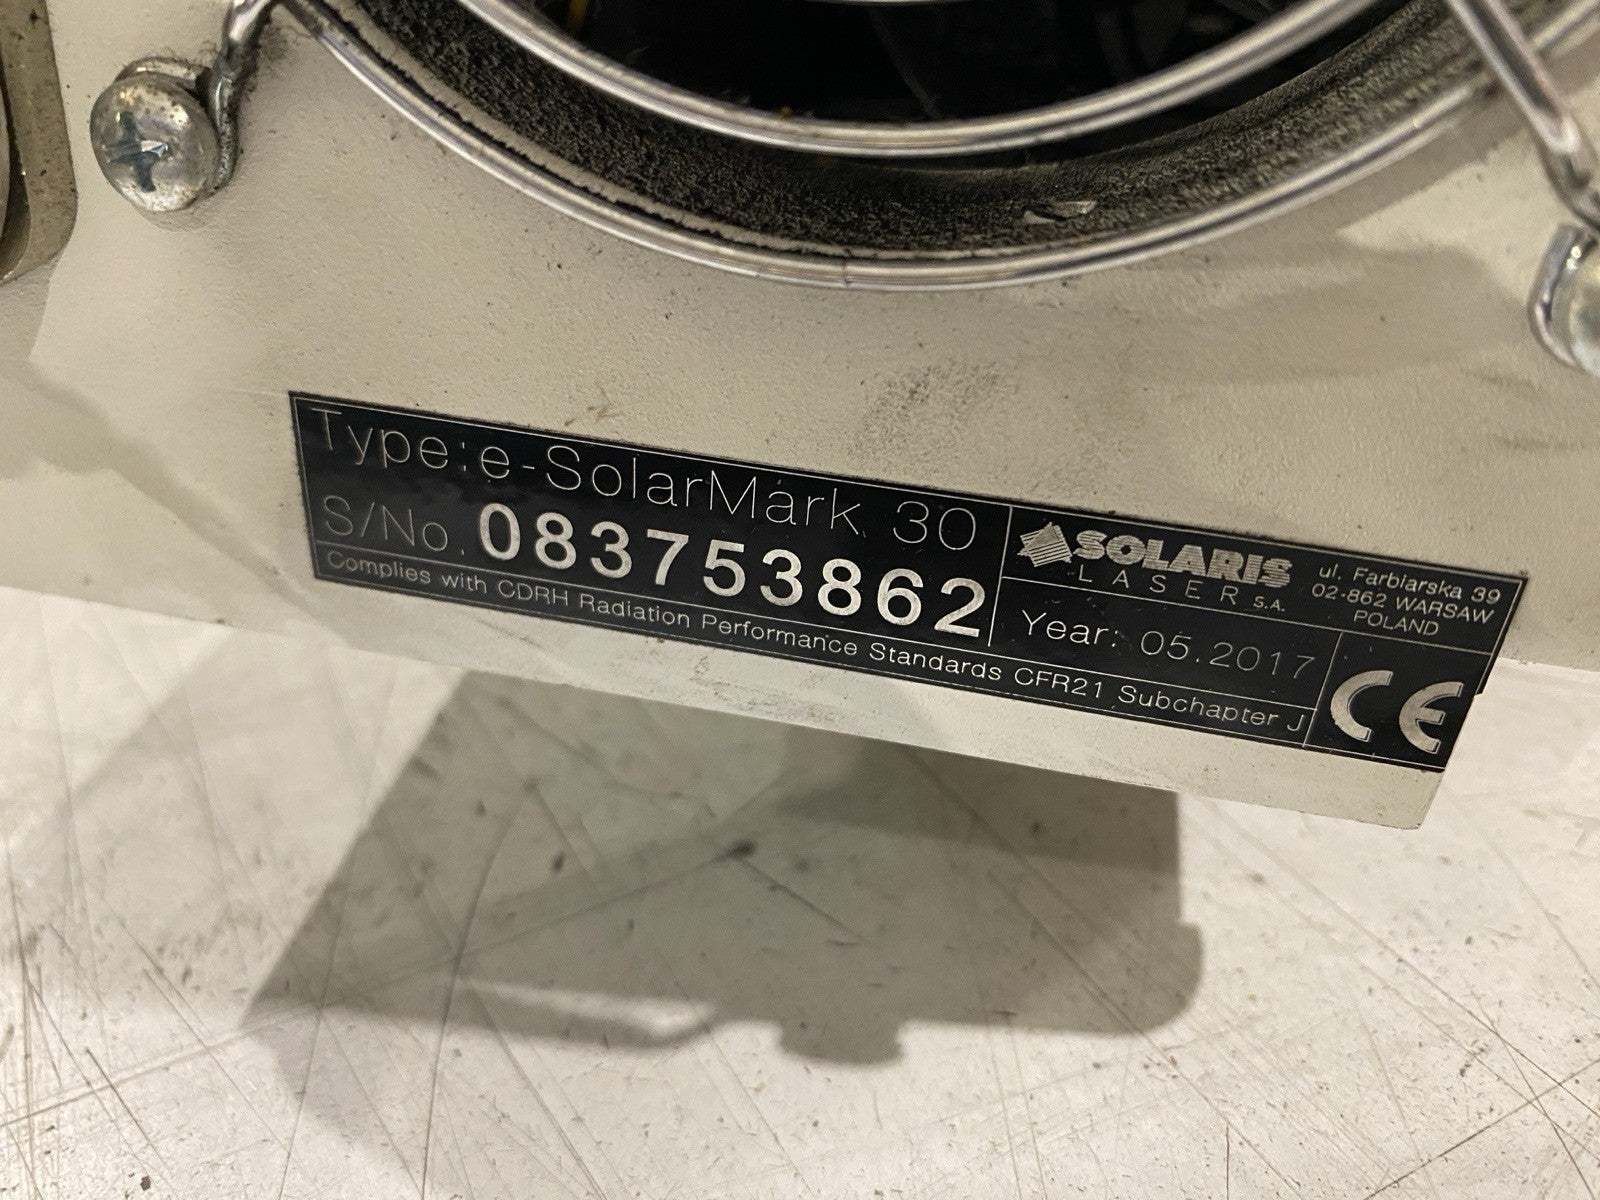 Type: e-SolarMark 30
S/No. 083753862
Complies with CDRH Radiation Performance Standards CFR21 Subchapter J
SOLARIS
LASER S.A.
ul. Farbiarska 39
02-862 WARSAW
POLAND
Year: 05.2017
CE